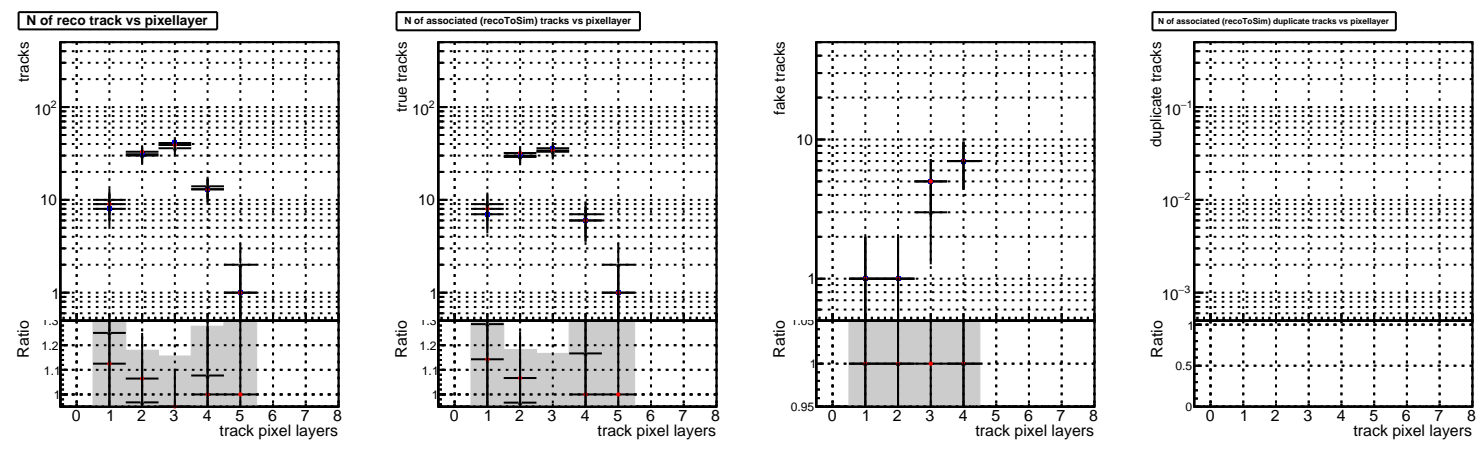 N of reco track vs pixellayer
tracks
10²
10
1
Ratio
1.3
1.2
1.1
1
0 1 2 3 4 5 6 7 8
track pixel layers
N of associated (recoToSim) tracks vs pixellayer
true tracks
10²
10
1
Ratio
1.3
1.2
1.1
1
0 1 2 3 4 5 6 7 8
track pixel layers
fake tracks
10
1
Ratio
1.05
1
0.95
0 1 2 3 4 5 6 7 8
track pixel layers
N of associated (recoToSim) duplicate tracks vs pixellayer
duplicate tracks
10⁻¹
10⁻²
10⁻³
Ratio
1
0.5
0
0 1 2 3 4 5 6 7 8
track pixel layers